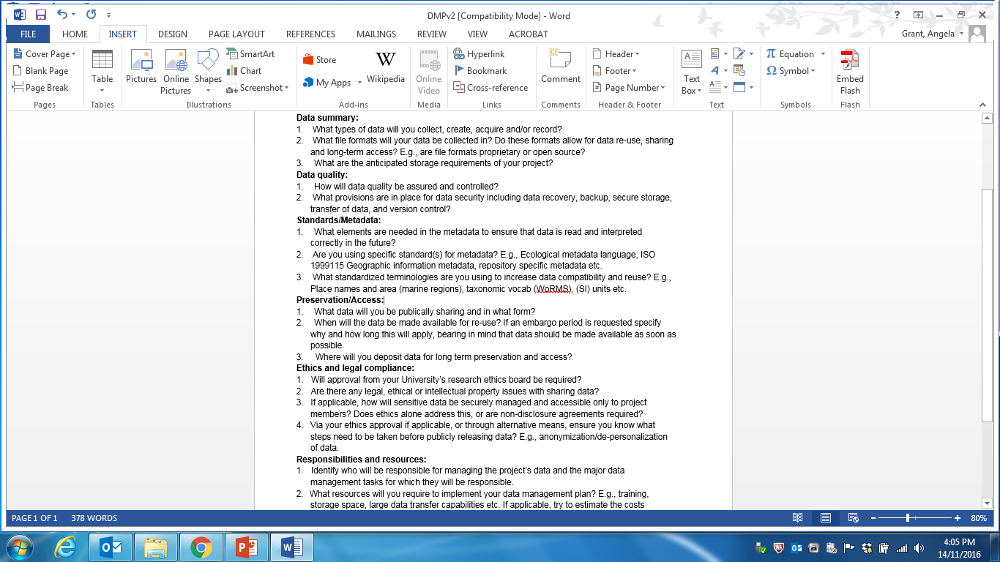 DMPv2 [Compatibility Mode] - Word
?
FILE HOME INSERT DESIGN PAGE LAYOUT REFERENCES MAILINGS REVIEW VIEW ACROBAT Grant, Angela
Cover Page
Blank Page
Page Break
Table
Pictures
Online
Pictures
Shapes
SmartArt
Chart
Screenshot
Store
My Apps
W
Wikipedia
Online
Video
Hyperlink
Bookmark
Cross-reference
Comment
Header
Footer
Page Number
Text
Box
Equation
Symbol
Embed
Flash
Pages Tables Illustrations Add-ins Media Links Comments Header & Footer Text Symbols Flash
Data summary:
1. What types of data will you collect, create, acquire and/or record?
2. What file formats will your data be collected in? Do these formats allow for data re-use, sharing
and long-term access? E.g., are file formats proprietary or open source?
3. What are the anticipated storage requirements of your project?
Data quality:
1. How will data quality be assured and controlled?
2. What provisions are in place for data security including data recovery, backup, secure storage,
transfer of data, and version control?
Standards/Metadata:
1. What elements are needed in the metadata to ensure that data is read and interpreted
correctly in the future?
2. Are you using specific standard(s) for metadata? E.g., Ecological metadata language, ISO
1999115 Geographic information metadata, repository specific metadata etc.
3. What standardized terminologies are you using to increase data compatibility and reuse? E.g.,
Place names and area (marine regions), taxonomic vocab (WoRMS), (SI) units etc.
Preservation/Access:
1. What data will you be publically sharing and in what form?
2. When will the data be made available for re-use? If an embargo period is requested specify
why and how long this will apply, bearing in mind that data should be made available as soon as
possible.
3. Where will you deposit data for long term preservation and access?
Ethics and legal compliance:
1. Will approval from your University's research ethics board be required?
2. Are there any legal, ethical or intellectual property issues with sharing data?
3. If applicable, how will sensitive data be securely managed and accessible only to project
members? Does ethics alone address this, or are non-disclosure agreements required?
4. Via your ethics approval if applicable, or through alternative means, ensure you know what
steps need to be taken before publicly releasing data? E.g., anonymization/de-personalization
of data.
Responsibilities and resources:
1. Identify who will be responsible for managing the project's data and the major data
management tasks for which they will be responsible.
2. What resources will you require to implement your data management plan? E.g., training,
storage space, large data transfer capabilities etc. If applicable, try to estimate the costs
PAGE 1 OF 1 378 WORDS 80%
4:05 PM
14/11/2016